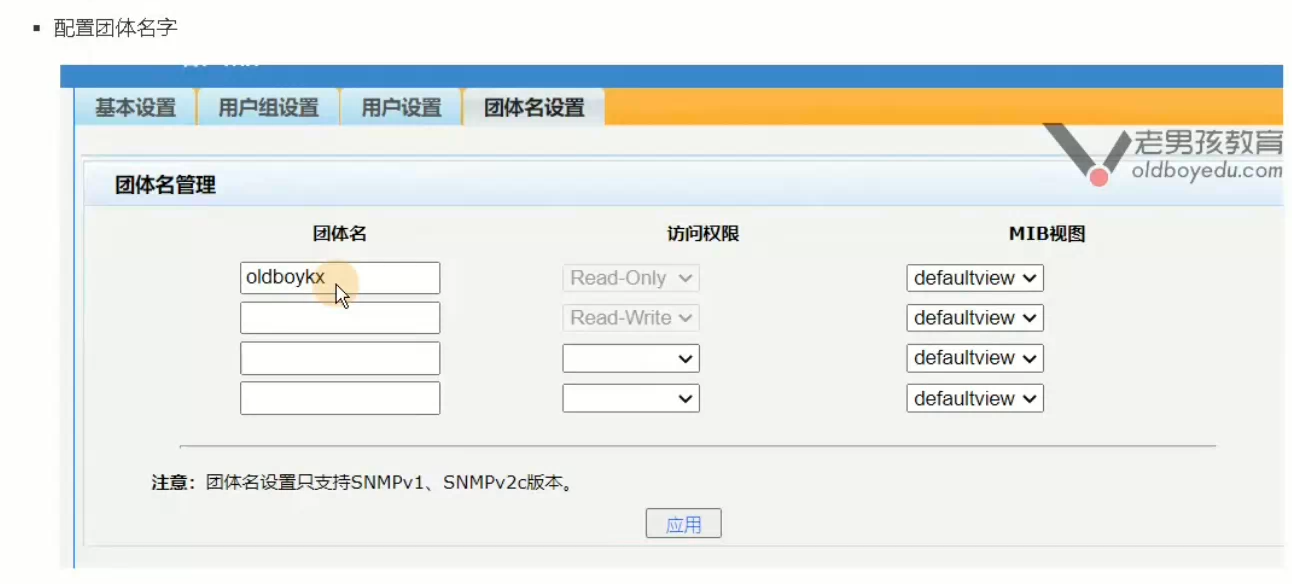 配置团体名字
基本设置 用户组设置 用户设置 团体名设置
老男孩教育
oldboyedu.com
团体名管理
团体名 访问权限 MIB视图
oldboykx Read-Only defaultview
Read-Write defaultview
defaultview
defaultview
注意：团体名设置只支持SNMPv1、SNMPv2c版本。
应用